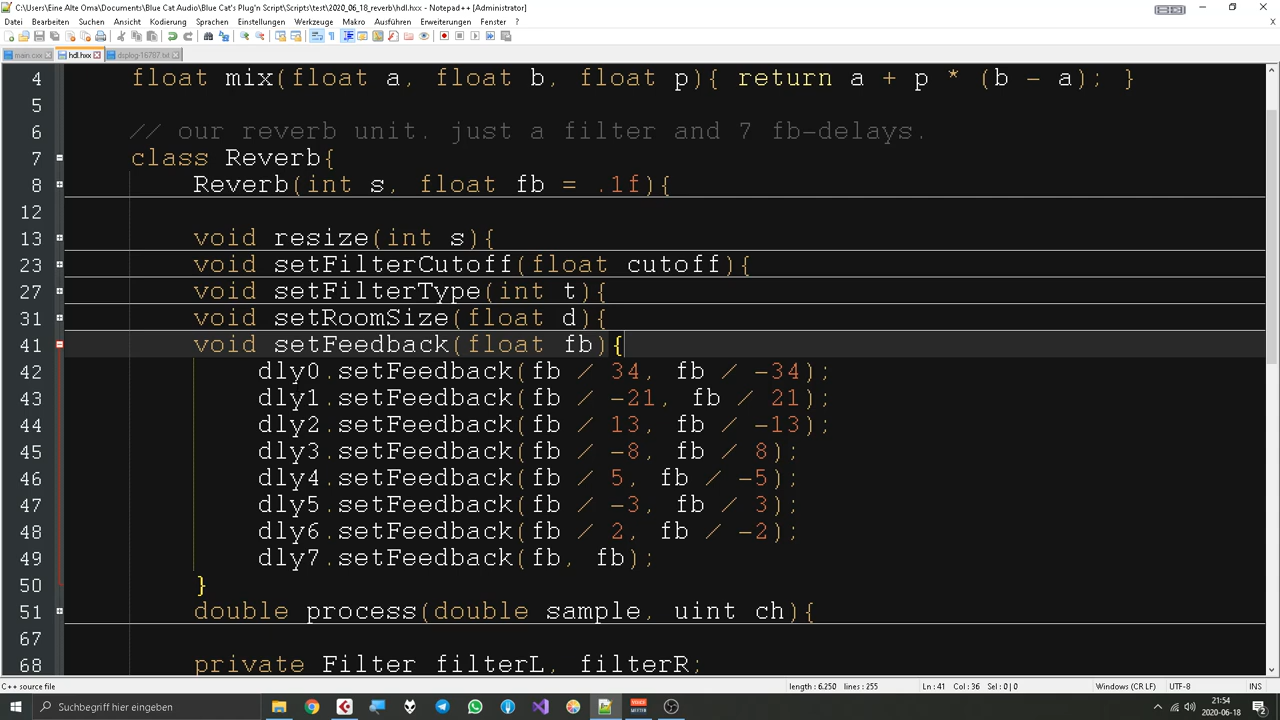 C:\Users\Eine Alte Oma\Documents\Blue Cat Audio\Blue Cat's Plug'n Script\Scripts\test\2020_06_18_reverb\hdl.hxx - Notepad++ [Administrator]
Datei Bearbeiten Suchen Ansicht Kodierung Sprachen Einstellungen Werkzeuge Makro Ausführen Erweiterungen Fenster ? X
main.cxx hdl.hxx dsplog-16787.txt
4 float mix(float a, float b, float p){ return a + p * (b - a); }
5
6 // our reverb unit. just a filter and 7 fb-delays.
7 class Reverb{
8 Reverb(int s, float fb = .1f){
12
13 void resize(int s){
23 void setFilterCutoff(float cutoff){
27 void setFilterType(int t){
31 void setRoomSize(float d){
41 void setFeedback(float fb){
42 dly0.setFeedback(fb / 34, fb / -34);
43 dly1.setFeedback(fb / -21, fb / 21);
44 dly2.setFeedback(fb / 13, fb / -13);
45 dly3.setFeedback(fb / -8, fb / 8);
46 dly4.setFeedback(fb / 5, fb / -5);
47 dly5.setFeedback(fb / -3, fb / 3);
48 dly6.setFeedback(fb / 2, fb / -2);
49 dly7.setFeedback(fb, fb);
50 }
51 double process(double sample, uint ch){
67
68 private Filter filterL, filterR;
C++ source file length : 6.250 lines : 255 Ln : 41 Col : 36 Sel : 0 | 0 Windows (CR LF) UTF-8 INS
Suchbegriff hier eingeben 21:54
2020-06-18